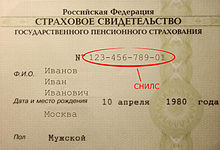 Российская Федерация
СТРАХОВОЕ СВИДЕТЕЛЬСТВО
ГОСУДАРСТВЕННОГО ПЕНСИОННОГО СТРАХОВАНИЯ
№ 123-456-789-01
СНИЛС
Ф.И.О. Иванов
Иван
Иванович
Дата и место рождения 10 апреля 1980 года
Москва
Пол Мужской